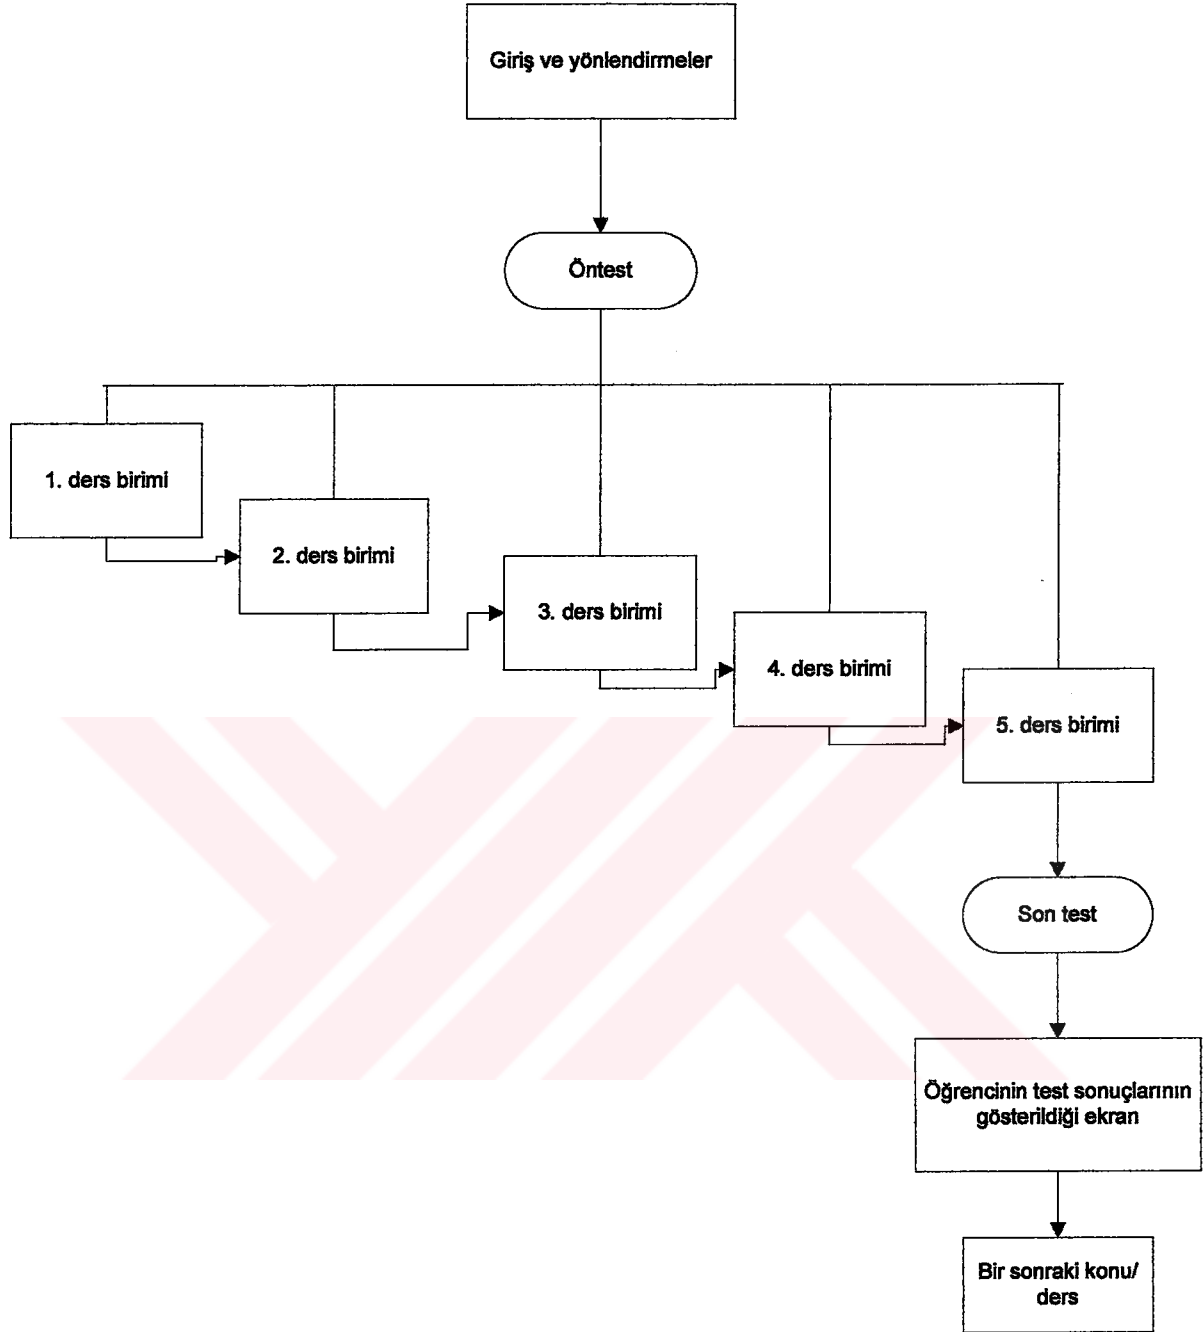 Giriş ve yönlendirmeler
Öntest
1. ders birimi
2. ders birimi
3. ders birimi
4. ders birimi
5. ders birimi
Son test
Öğrencinin test sonuçlarının
gösterildiği ekran
Bir sonraki konu/
ders